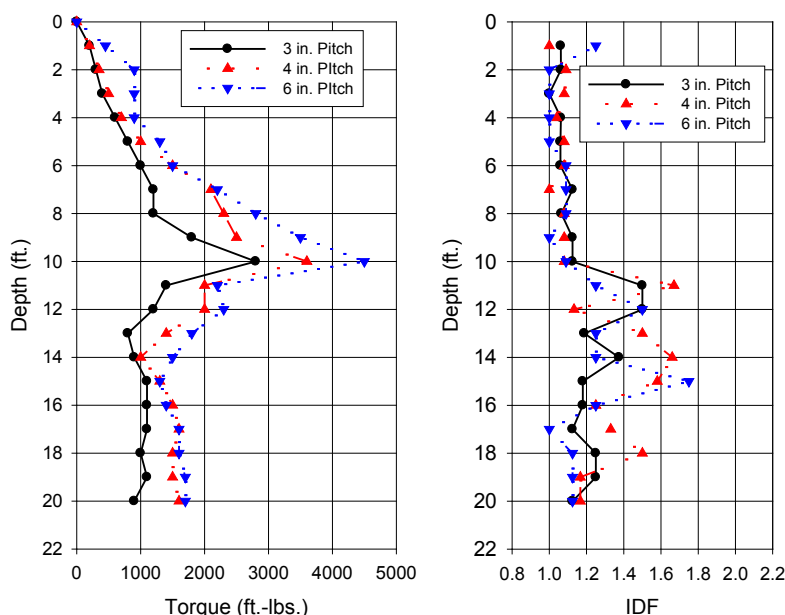 0
2
4
6
8
10
12
14
16
18
20
22
Depth (ft.)
0 1000 2000 3000 4000 5000
Torque (ft.-lbs.)
3 in. Pitch
4 in. PItch
6 in. PItch
0
2
4
6
8
10
12
14
16
18
20
22
Depth (ft.)
0.8 1.0 1.2 1.4 1.6 1.8 2.0 2.2
IDF
3 in. Pitch
4 in. Pitch
6 in. Pitch